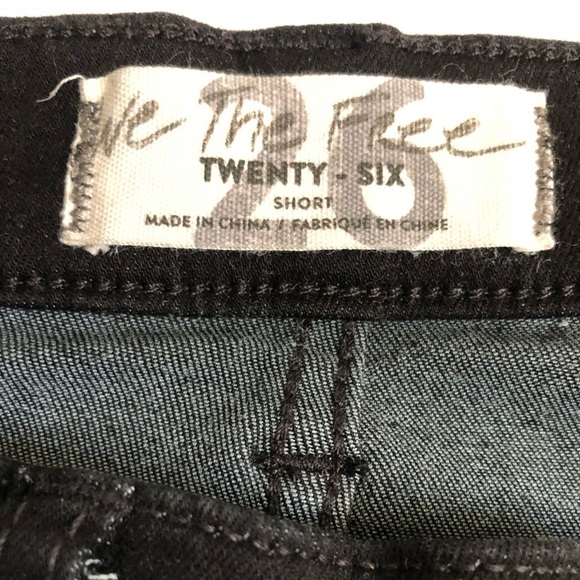 We The Free
26
TWENTY - SIX
SHORT
MADE IN CHINA / FABRIQUÉ EN CHINE